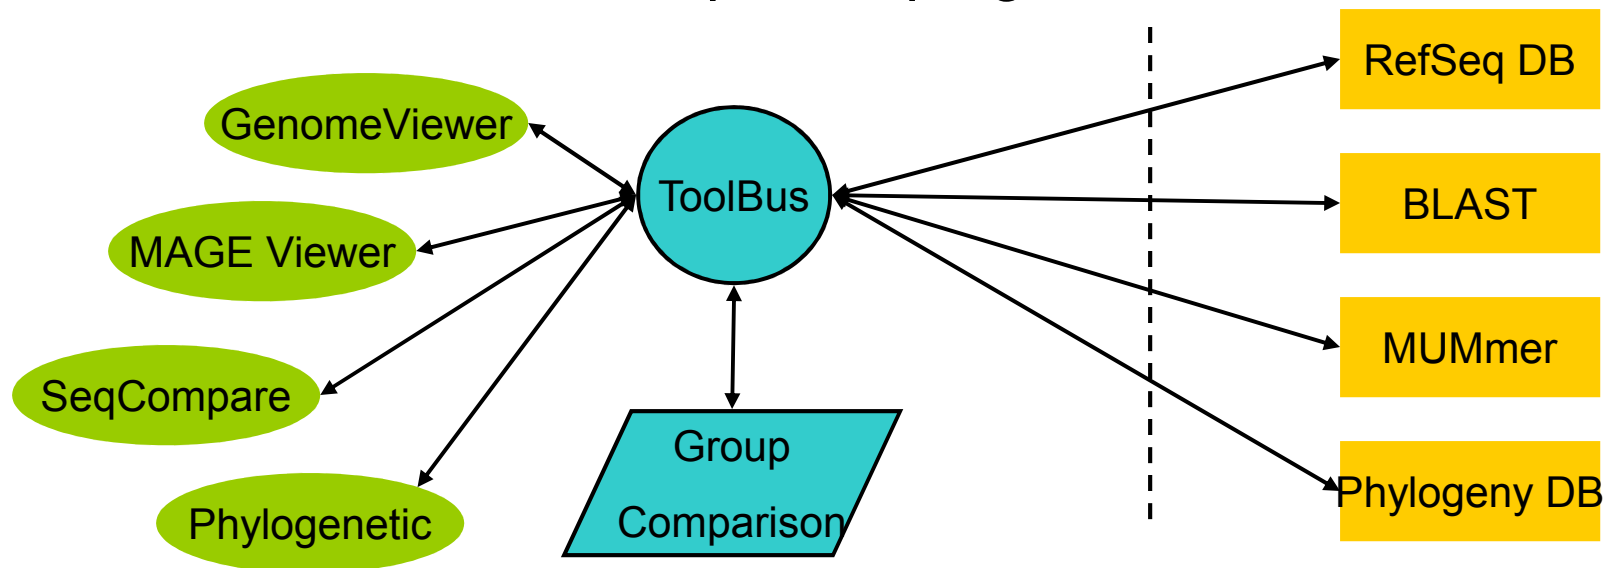 GenomeViewer
MAGE Viewer
SeqCompare
Phylogenetic
ToolBus
Group
Comparison
RefSeq DB
BLAST
MUMmer
Phylogeny DB